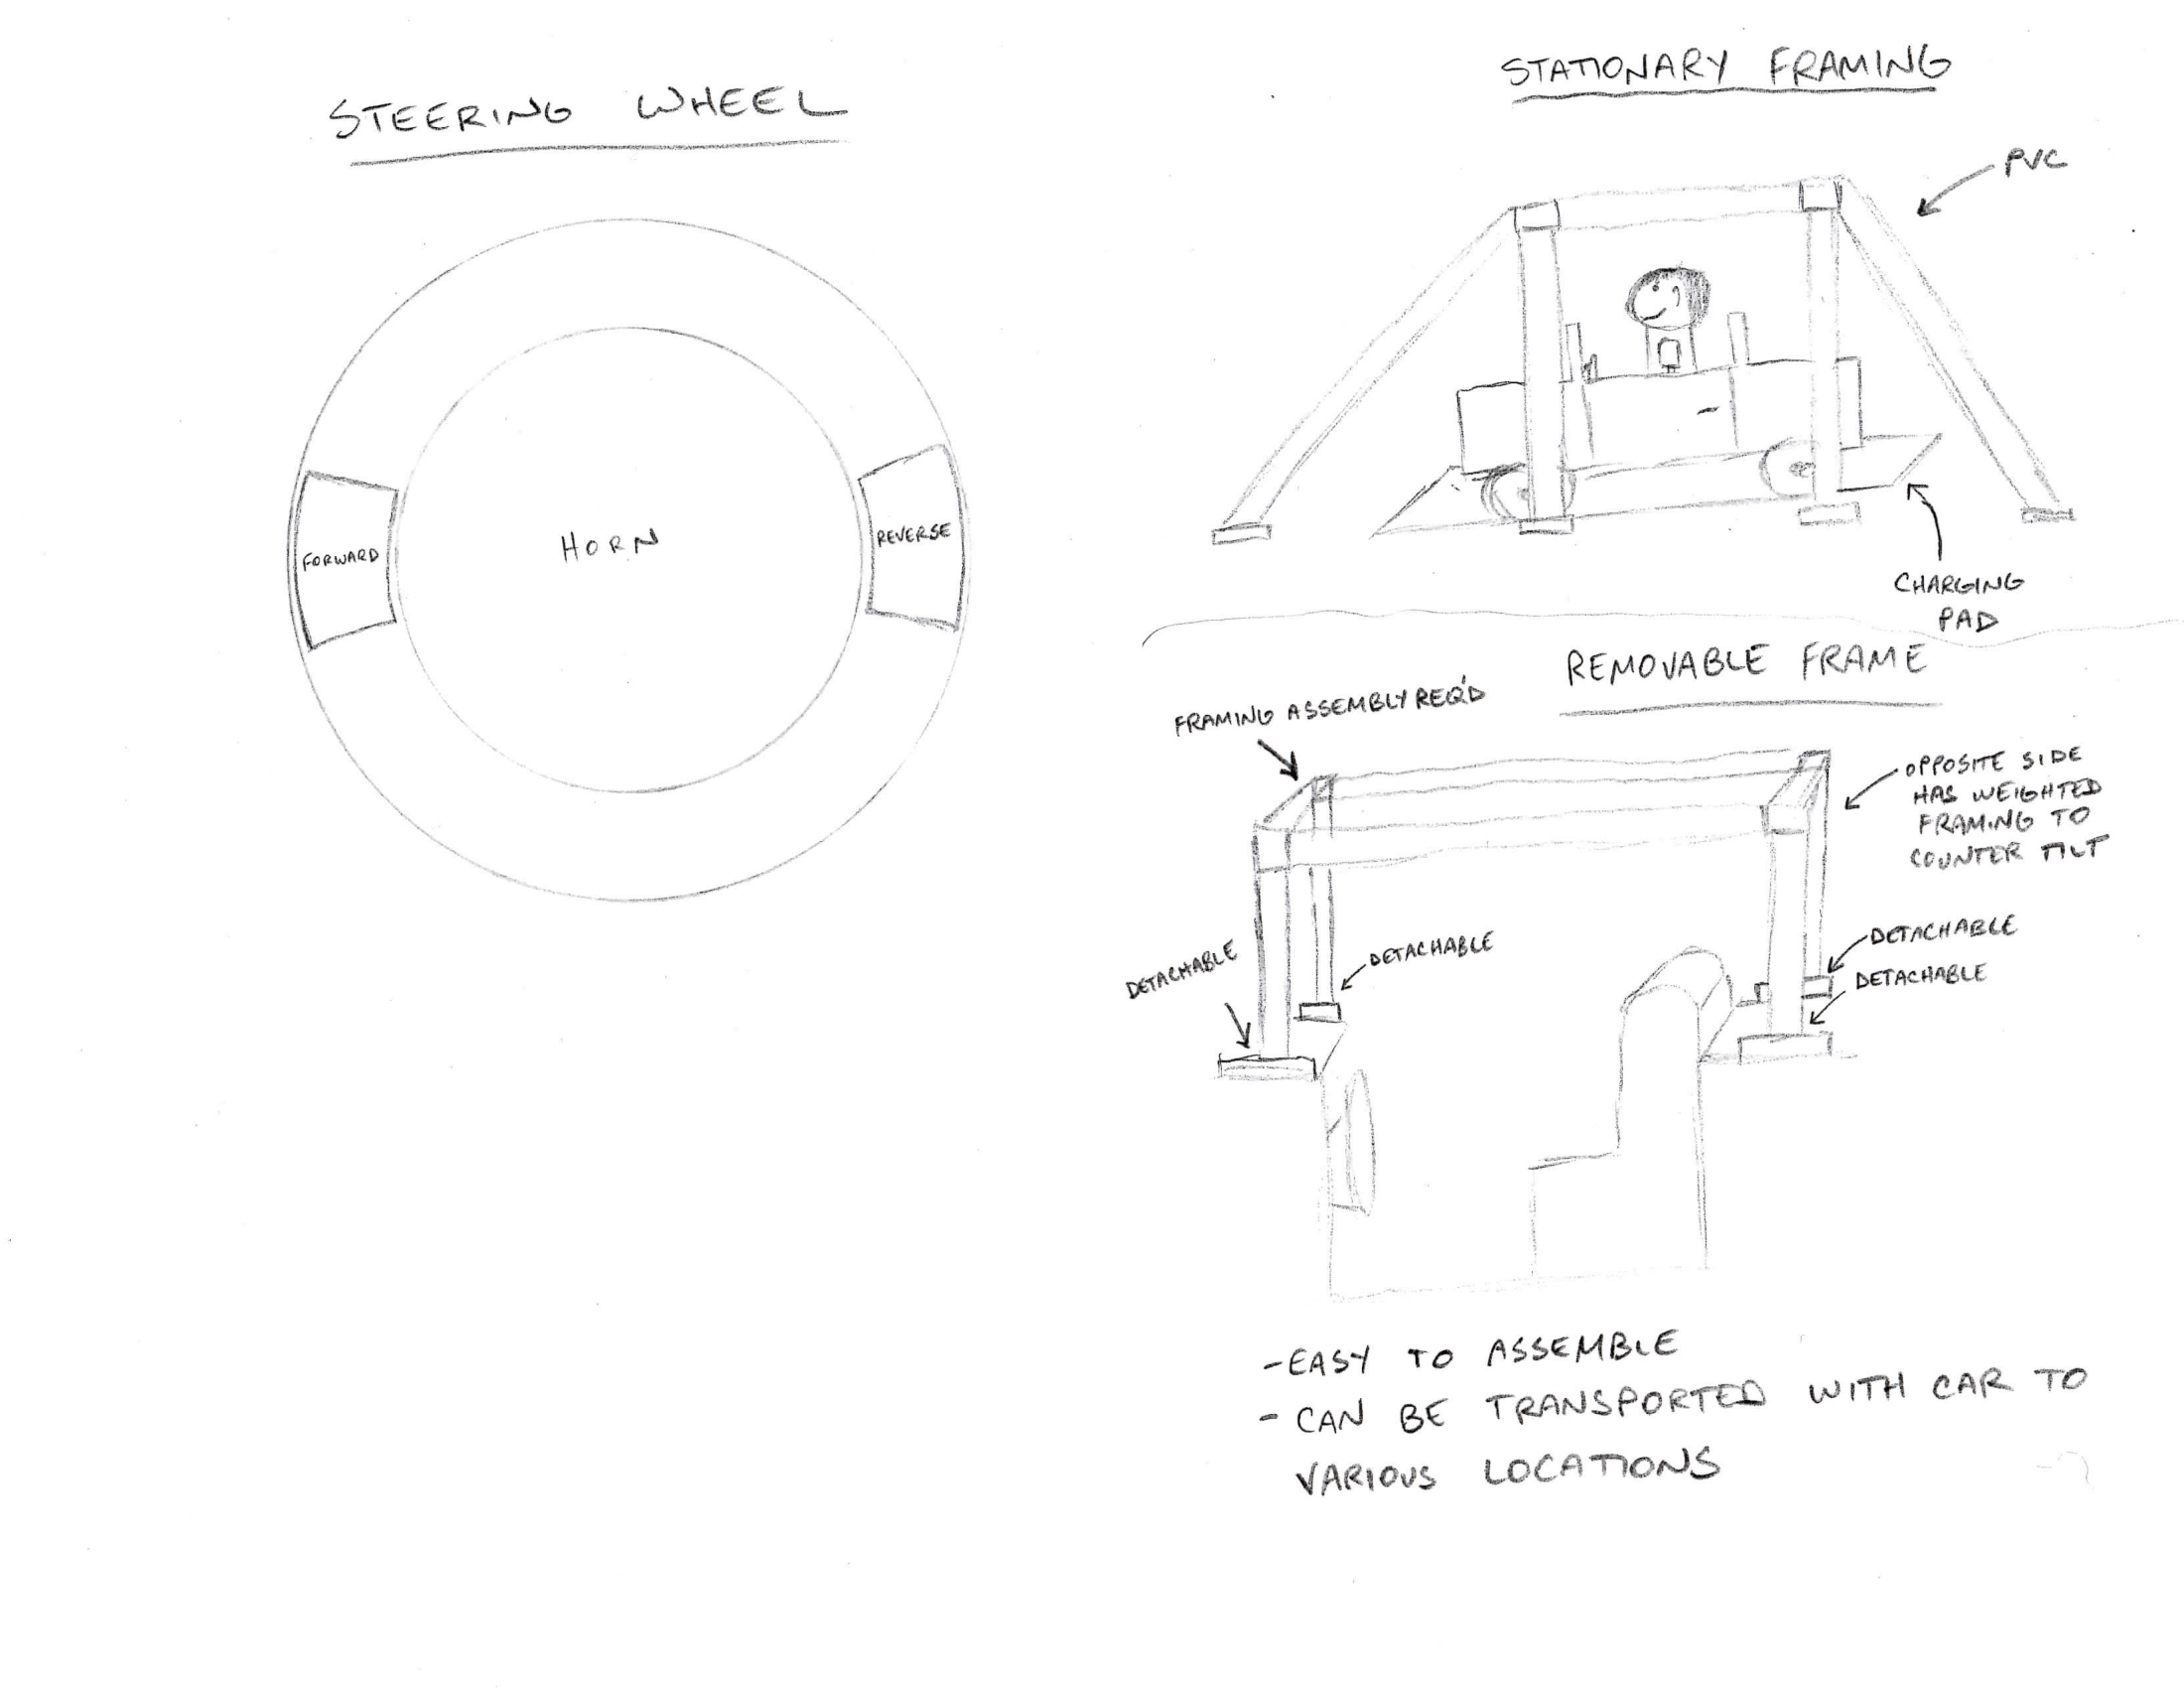 STEERING WHEEL
FORWARD
HORN
REVERSE
STATIONARY FRAMING
PVC
CHARGING
PAD
REMOVABLE FRAME
FRAMING ASSEMBLY REQ'D
OPPOSITE SIDE
HAS WEIGHTED
FRAMING TO
COUNTER TILT
DETACHABLE
DETACHABLE
DETACHABLE
DETACHABLE
- EASY TO ASSEMBLE
- CAN BE TRANSPORTED WITH CAR TO
VARIOUS LOCATIONS